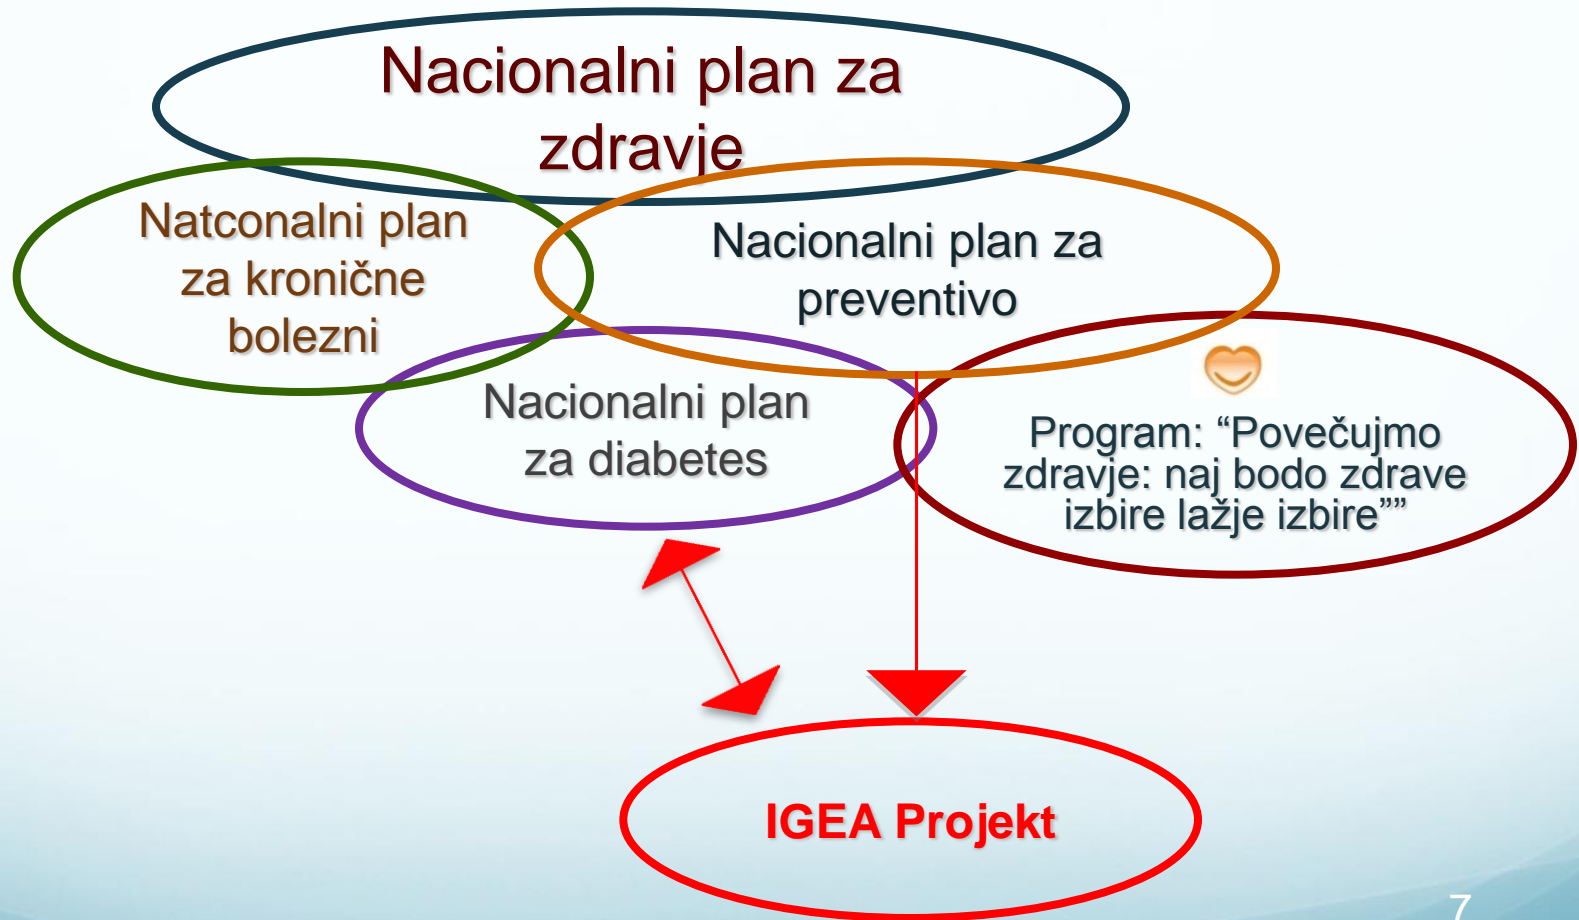 Nacionalni plan za
zdravje
Natconalni plan
za kronične
bolezni
Nacionalni plan za
preventivo
Nacionalni plan
za diabetes
Program: “Povečujmo
zdravje: naj bodo zdrave
izbire lažje izbire””
IGEA Projekt
7